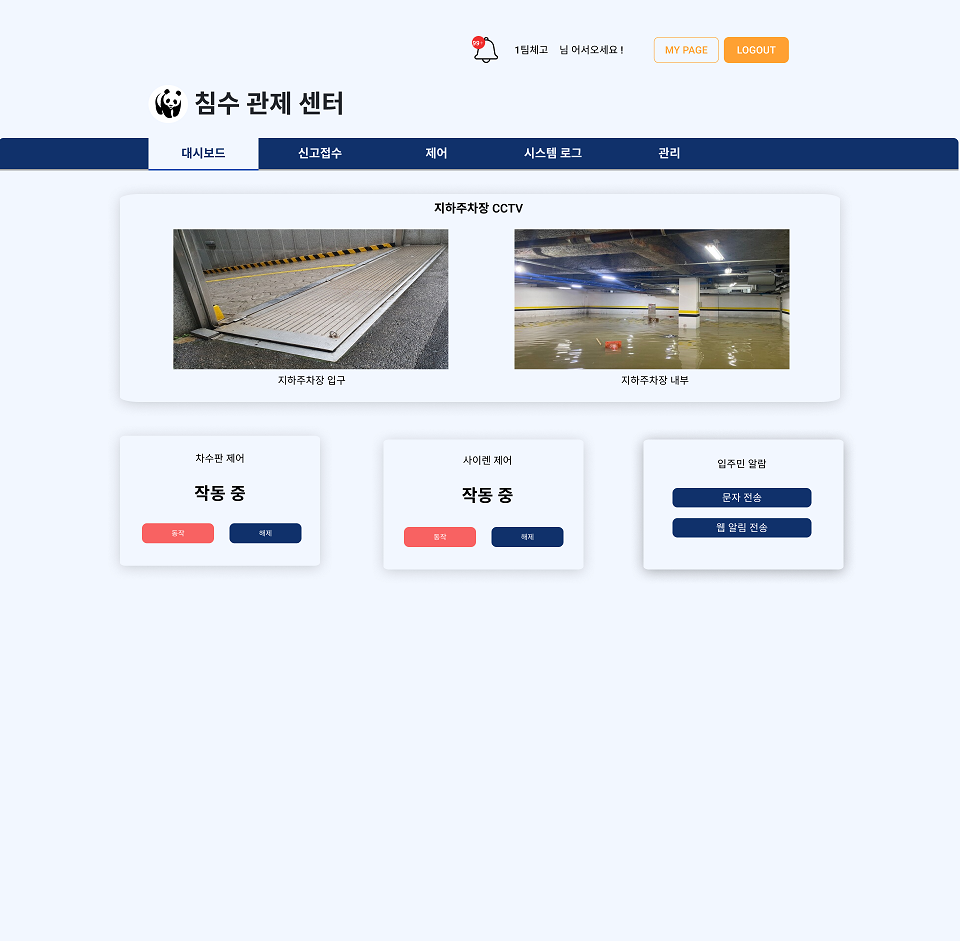 99+
1팀체고 님 어서오세요 !
MY PAGE
LOGOUT
침수 관제 센터
대시보드
신고접수
제어
시스템 로그
관리
지하주차장 CCTV
지하주차장 입구
지하주차장 내부
차수판 제어
작동 중
동작
해제
사이렌 제어
작동 중
동작
해제
입주민 알람
문자 전송
웹 알림 전송